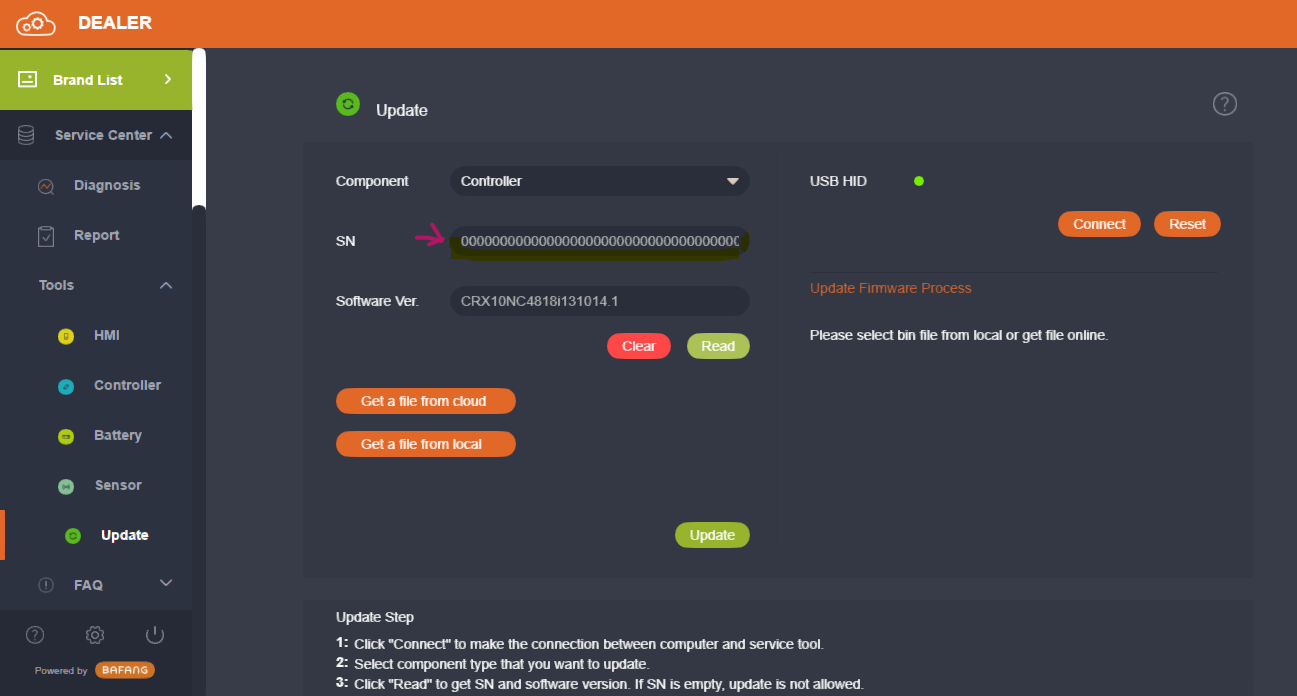 DEALER
Brand List
Service Center
Diagnosis
Report
Tools
HMI
Controller
Battery
Sensor
Update
FAQ
Powered by BAFANG
Update
?
Component Controller
SN 00000000000000000000000000000000000
Software Ver. CRX10NC4818i131014.1
Clear Read
Get a file from cloud
Get a file from local
Update
USB HID
Connect Reset
Update Firmware Process
Please select bin file from local or get file online.
Update Step
1: Click "Connect" to make the connection between computer and service tool.
2: Select component type that you want to update.
3: Click "Read" to get SN and software version. If SN is empty, update is not allowed.